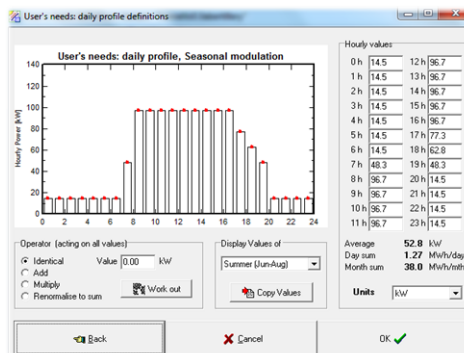 User's needs: daily profile definitions
User's needs: daily profile, Seasonal modulation
Hourly Power [kW]
140
120
100
80
60
40
20
0
0 2 4 6 8 10 12 14 16 18 20 22 24
Hourly values
0 h 14.5 12 h 96.7
1 h 14.5 13 h 96.7
2 h 14.5 14 h 96.7
3 h 14.5 15 h 96.7
4 h 14.5 16 h 96.7
5 h 14.5 17 h 77.3
6 h 14.5 18 h 62.8
7 h 48.3 19 h 48.3
8 h 96.7 20 h 14.5
9 h 96.7 21 h 14.5
10 h 96.7 22 h 14.5
11 h 96.7 23 h 14.5
Average 52.8 kW
Day sum 1.27 MWh/day
Month sum 38.0 MWh/mth
Units kW
Operator (acting on all values)
Identical Value 0.00 kW
Add
Multiply
Renormalise to sum
Work out
Display Values of
Summer (Jun-Aug)
Copy Values
Back
Cancel
OK